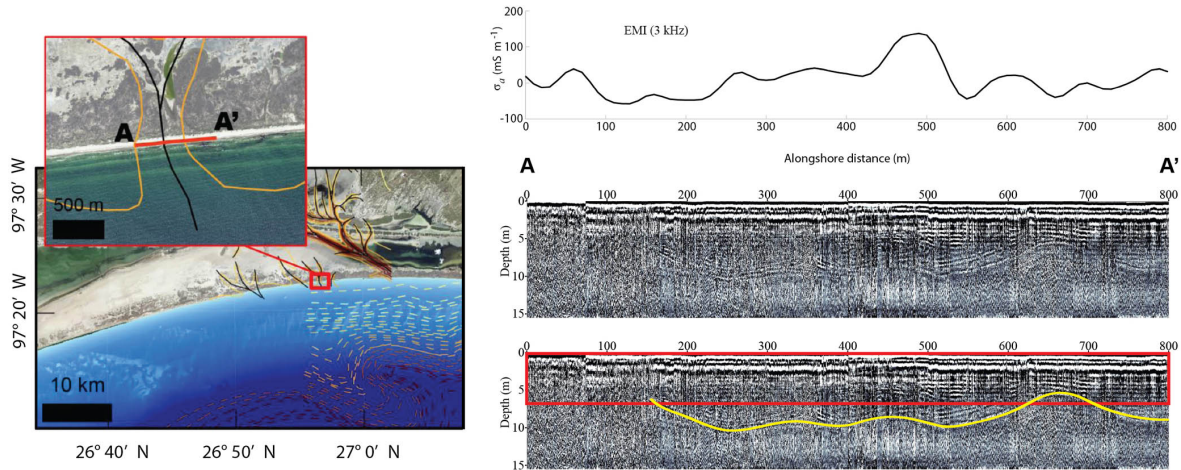 A
A'
500 m
97° 30' W
97° 20' W
10 km
26° 40' N
26° 50' N
27° 0' N
200
100
0
-100
σa (mS m-1)
EMI (3 kHz)
0 100 200 300 400 500 600 700 800
Alongshore distance (m)
A A'
0 100 200 300 400 500 600 700 800
0
5
10
15
Depth (m)
0 100 200 300 400 500 600 700 800
0
5
10
15
Depth (m)